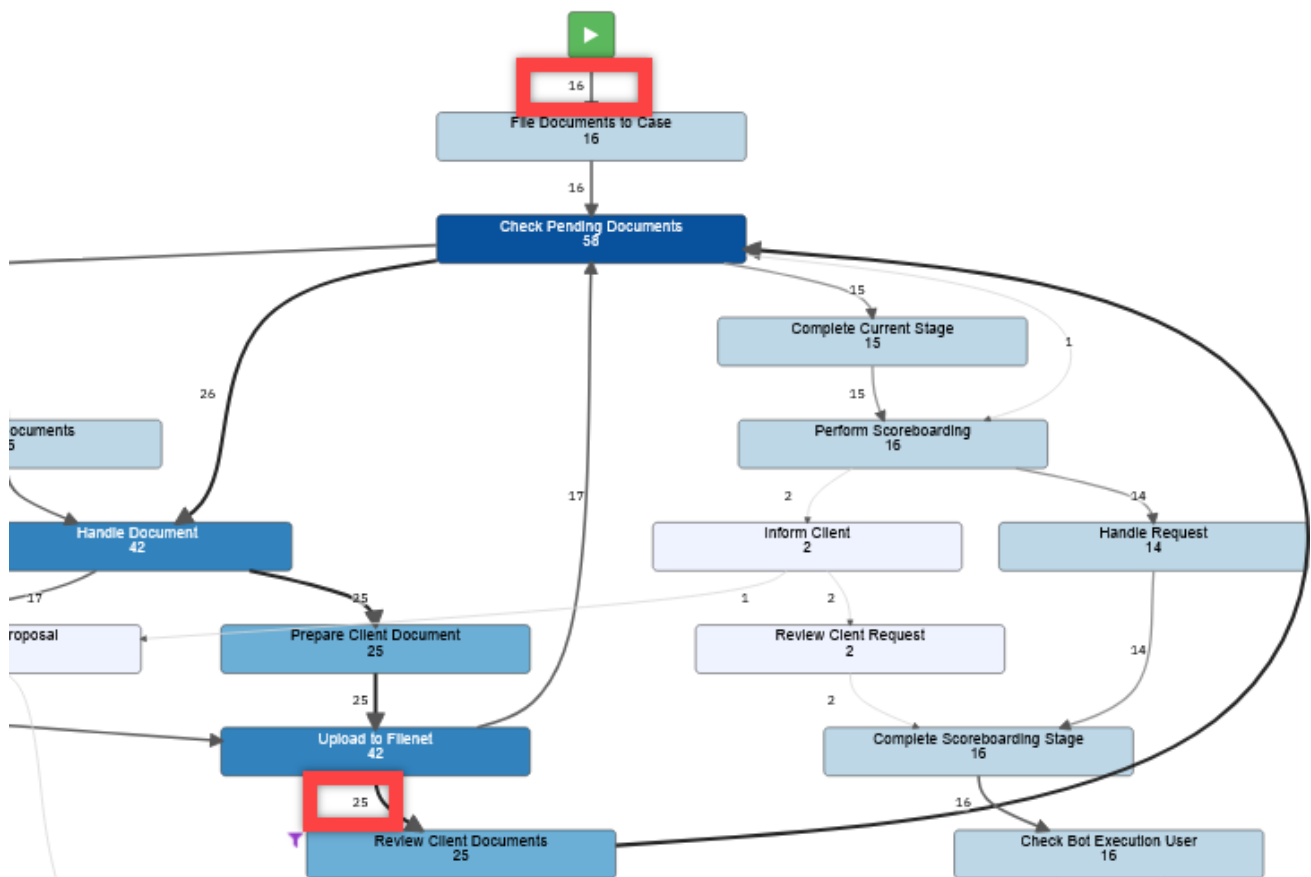 16
File Documents to Case
16
16
Check Pending Documents
58
15
Complete Current Stage
15
1
26
15
ocuments
Perform Scoreboarding
16
17
2
14
Handle Document
42
Inform Client
2
Handle Request
14
17
25
1
2
roposal
Prepare Client Document
25
Review Clent Request
2
14
25
2
Upload to Filenet
42
Complete Scoreboarding Stage
16
25
16
Review Client Documents
25
Check Bot Execution User
16